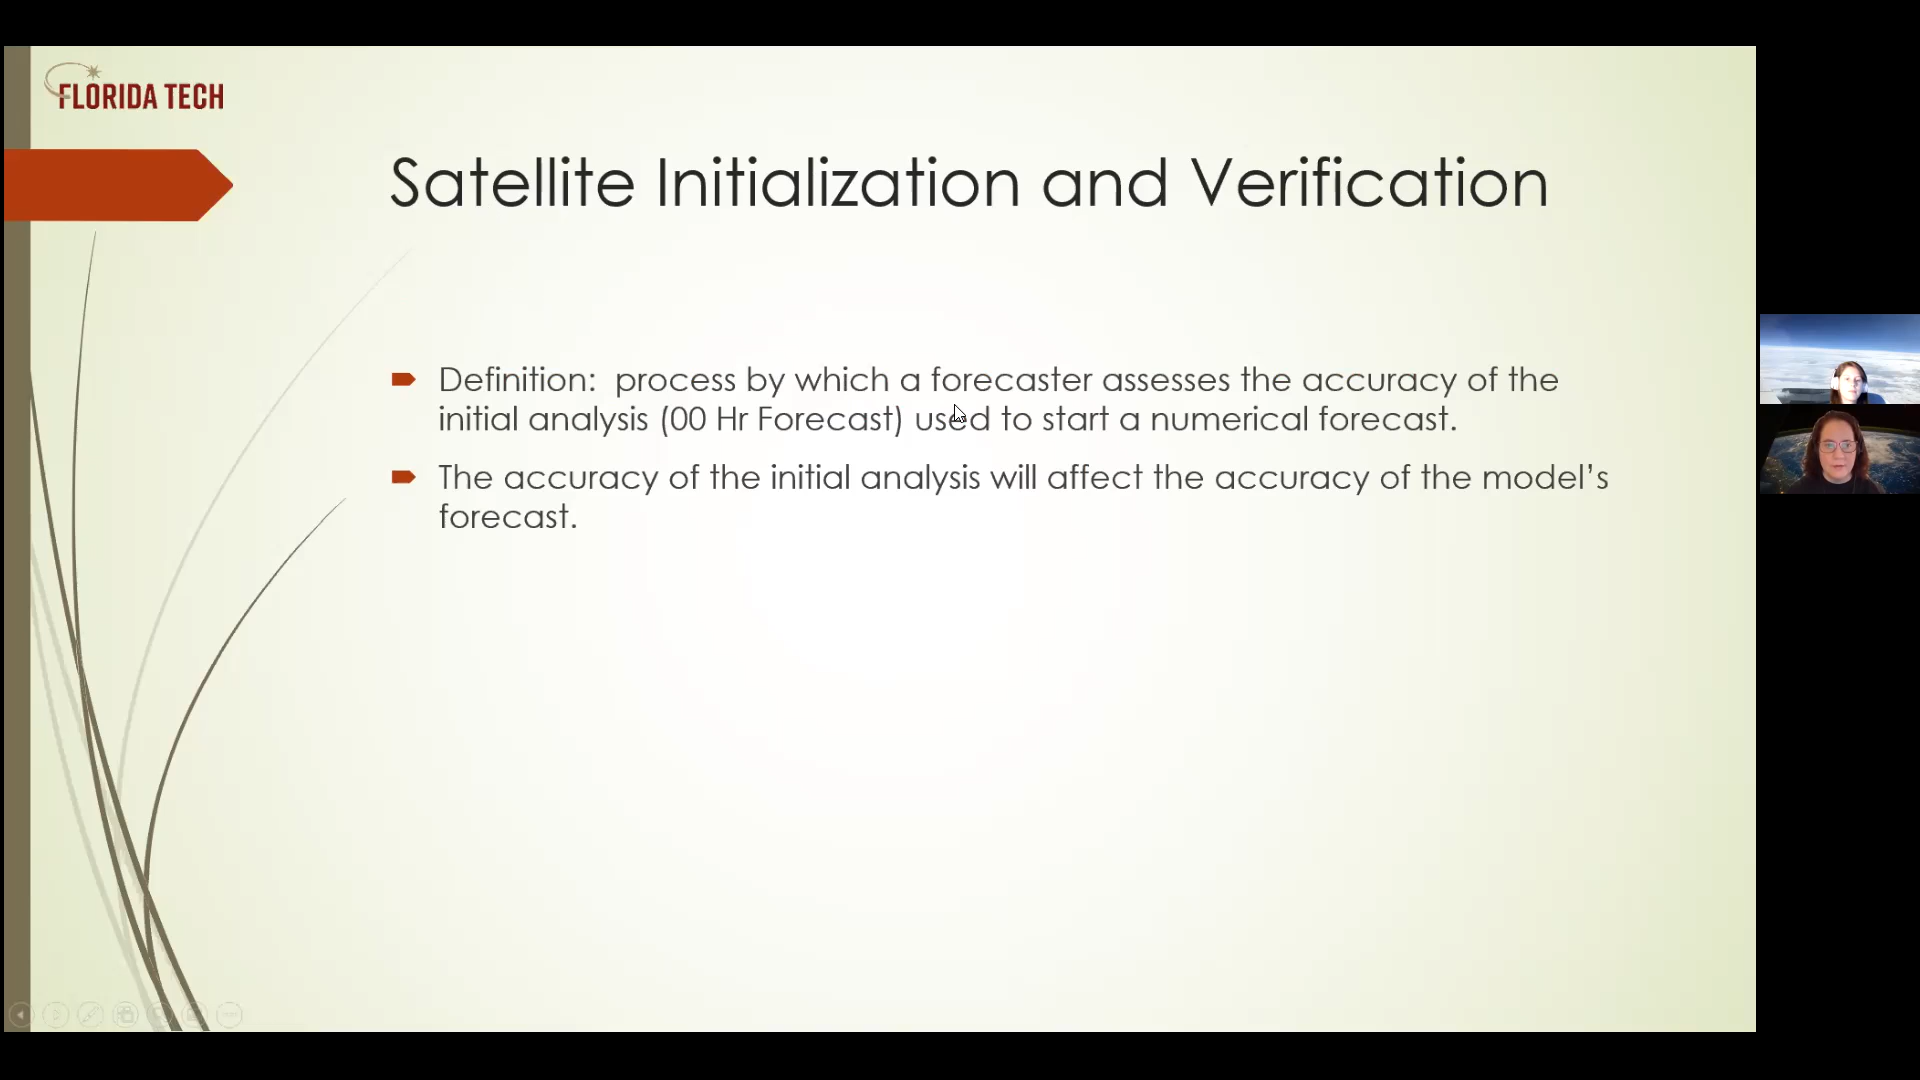 FLORIDA TECH
Satellite Initialization and Verification
Definition:  process by which a forecaster assesses the accuracy of the
initial analysis (00 Hr Forecast) used to start a numerical forecast.
The accuracy of the initial analysis will affect the accuracy of the model’s
forecast.